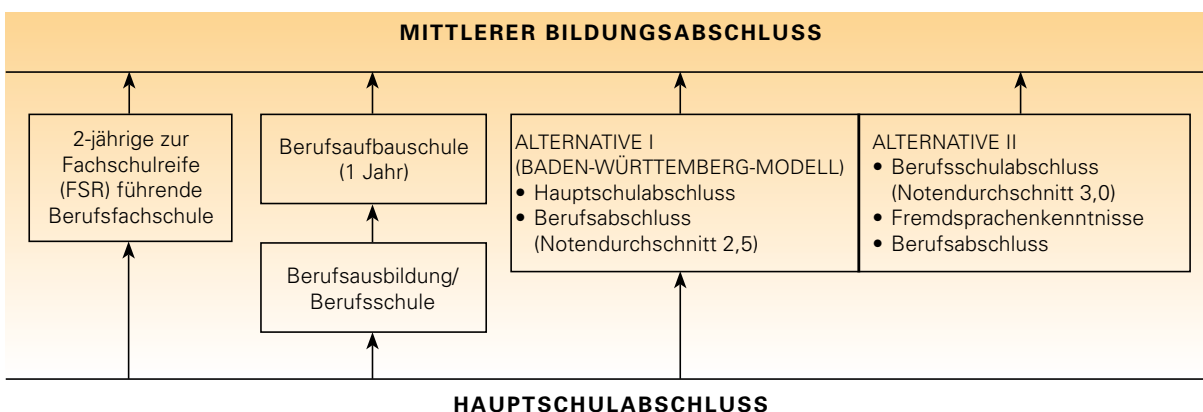 MITTLERER BILDUNGSABSCHLUSS
2-jährige zur
Fachschulreife
(FSR) führende
Berufsfachschule
Berufsaufbauschule
(1 Jahr)
Berufsausbildung/
Berufsschule
ALTERNATIVE I
(BADEN-WÜRTTEMBERG-MODELL)
• Hauptschulabschluss
• Berufsabschluss
(Notendurchschnitt 2,5)
ALTERNATIVE II
• Berufsschulabschluss
(Notendurchschnitt 3,0)
• Fremdsprachenkenntnisse
• Berufsabschluss
HAUPTSCHULABSCHLUSS